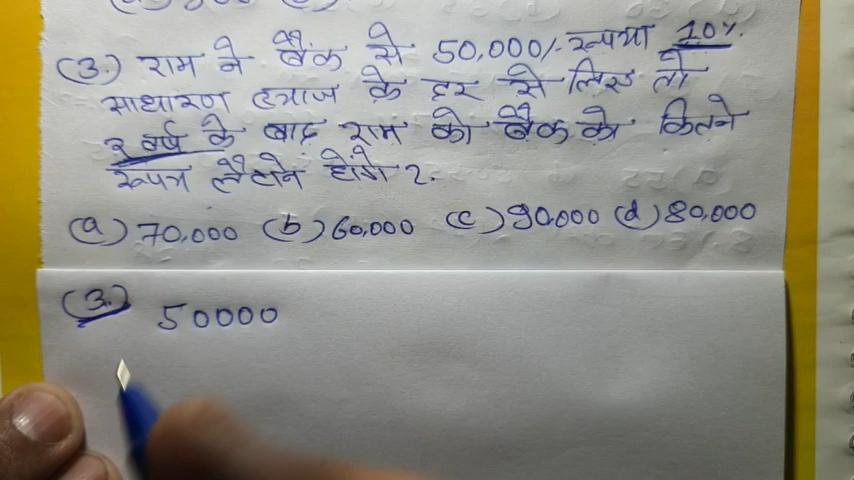 (3.) राम ने बैंक से 50,000/- रूपया 10%.
साधारण ब्याज के दर से लिए तो
2 वर्ष के बाद राम को बैंक को कितने
रूपय लौटाने होंगे ?.
(a) 70,000 (b) 60,000 (c) 90,000 (d) 80,000
(3.) 50000